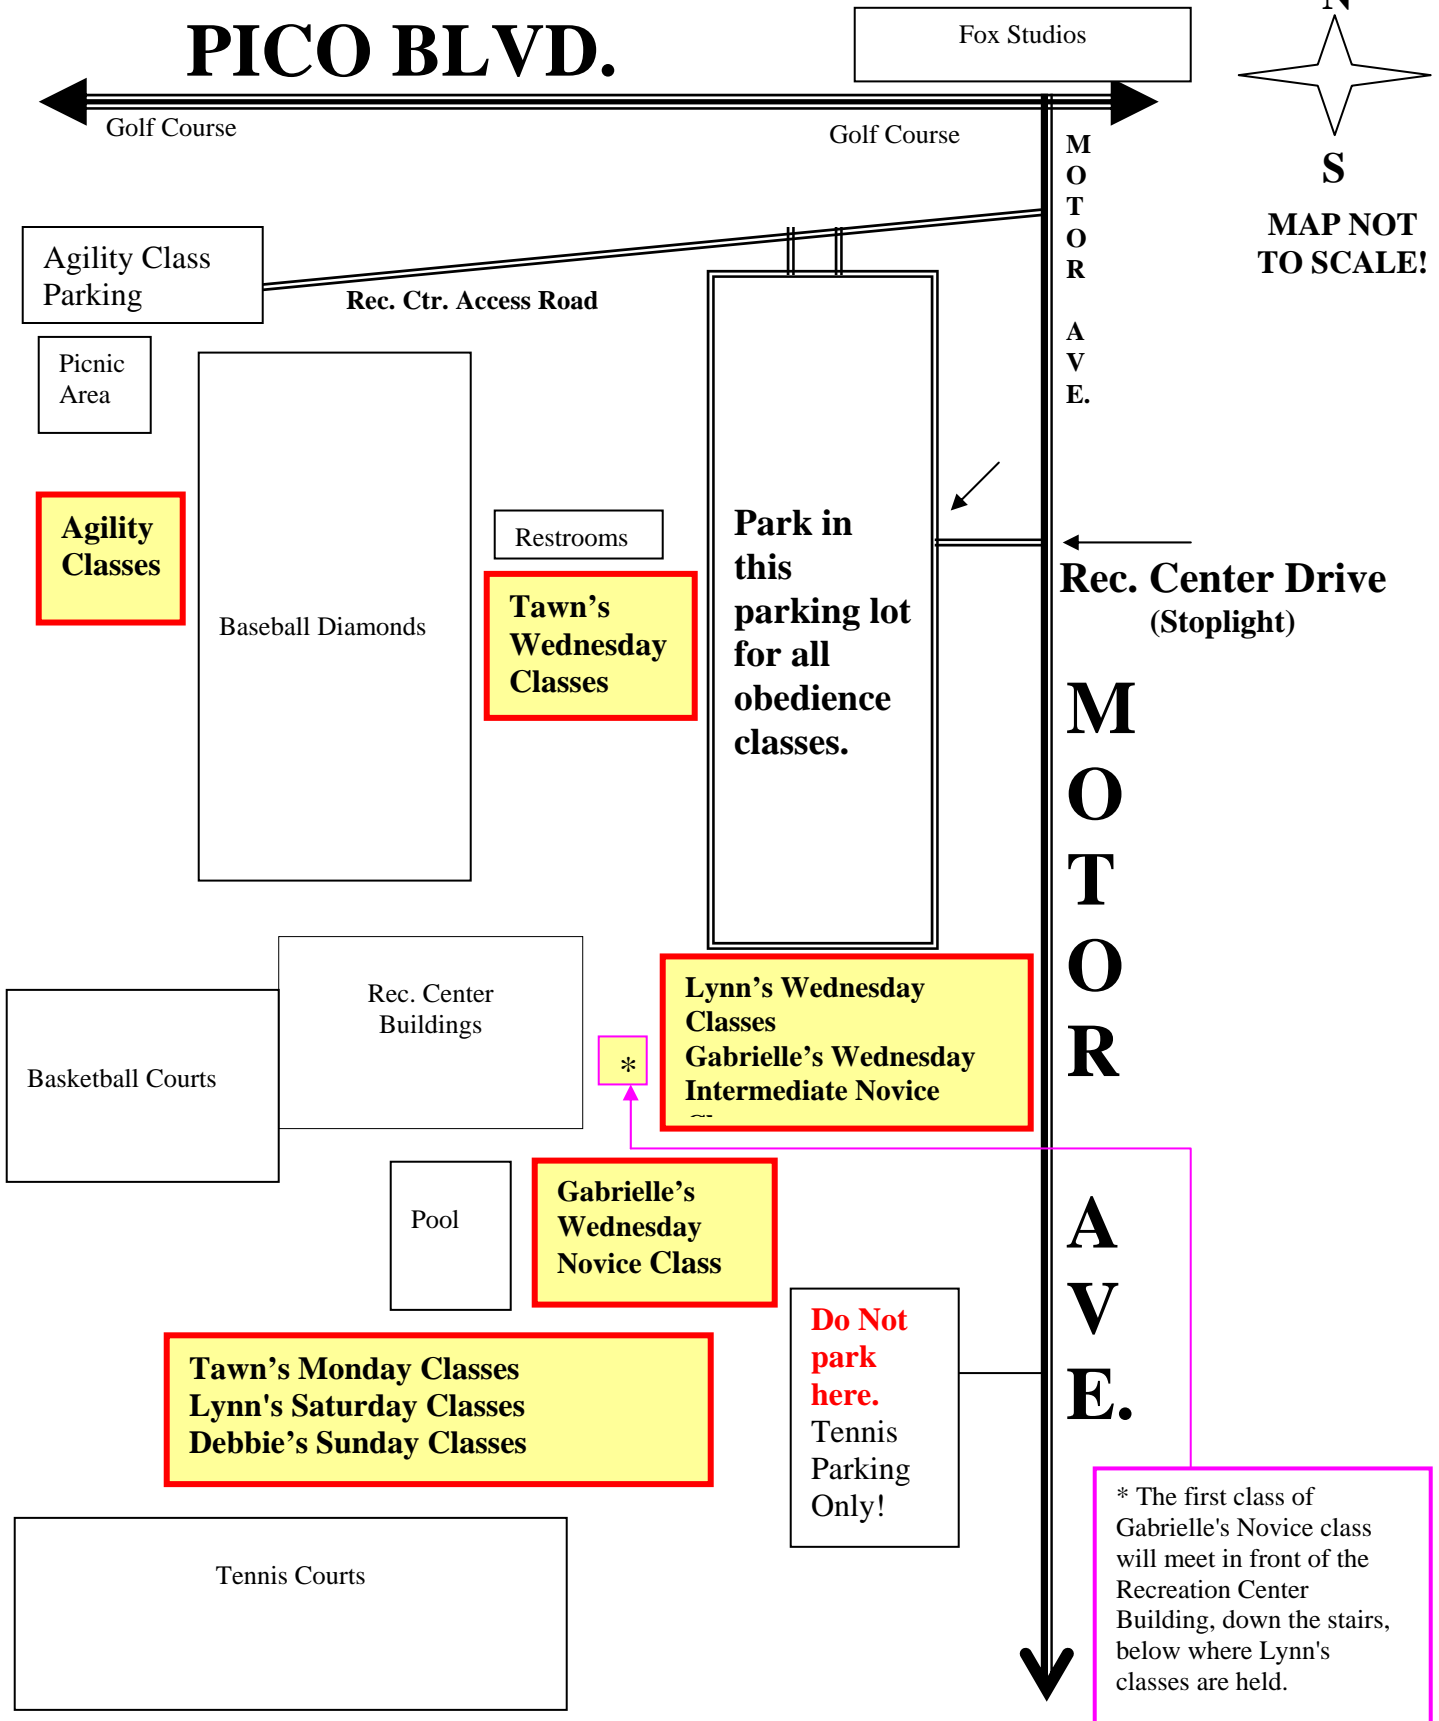 PICO BLVD.
Fox Studios
N
S
MAP NOT
TO SCALE!
Golf Course
Golf Course
MOTOR AVE.
Agility Class
Parking
Rec. Ctr. Access Road
Picnic
Area
Agility
Classes
Baseball Diamonds
Restrooms
Tawn's
Wednesday
Classes
Park in
this
parking lot
for all
obedience
classes.
Rec. Center Drive
(Stoplight)
MOTOR AVE.
Rec. Center
Buildings
Basketball Courts
*
Lynn's Wednesday
Classes
Gabrielle's Wednesday
Intermediate Novice
Pool
Gabrielle's
Wednesday
Novice Class
Do Not
park
here.
Tennis
Parking
Only!
Tawn's Monday Classes
Lynn's Saturday Classes
Debbie's Sunday Classes
Tennis Courts
* The first class of
Gabrielle's Novice class
will meet in front of the
Recreation Center
Building, down the stairs,
below where Lynn's
classes are held.